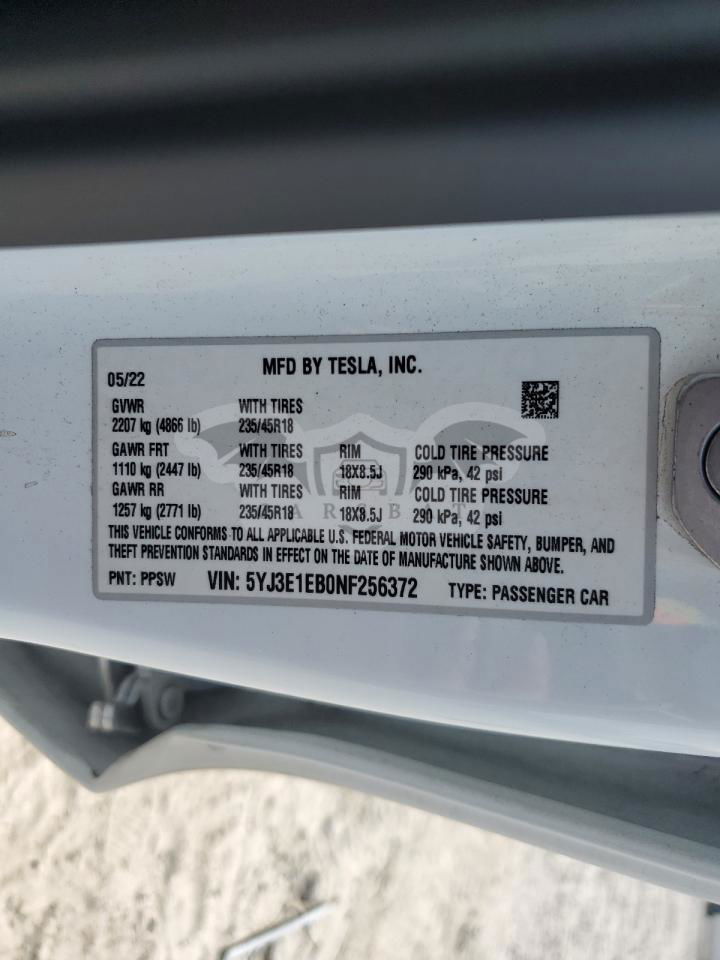 MFD BY TESLA, INC.
05/22
GVWR WITH TIRES
2207 kg (4866 lb) 235/45R18
GAWR FRT WITH TIRES RIM COLD TIRE PRESSURE
1110 kg (2447 lb) 235/45R18 18X8.5J 290 kPa, 42 psi
GAWR RR WITH TIRES RIM COLD TIRE PRESSURE
1257 kg (2771 lb) 235/45R18 18X8.5J 290 kPa, 42 psi
THIS VEHICLE CONFORMS TO ALL APPLICABLE U.S. FEDERAL MOTOR VEHICLE SAFETY, BUMPER, AND
THEFT PREVENTION STANDARDS IN EFFECT ON THE DATE OF MANUFACTURE SHOWN ABOVE.
PNT: PPSW VIN: 5YJ3E1EB0NF256372 TYPE: PASSENGER CAR